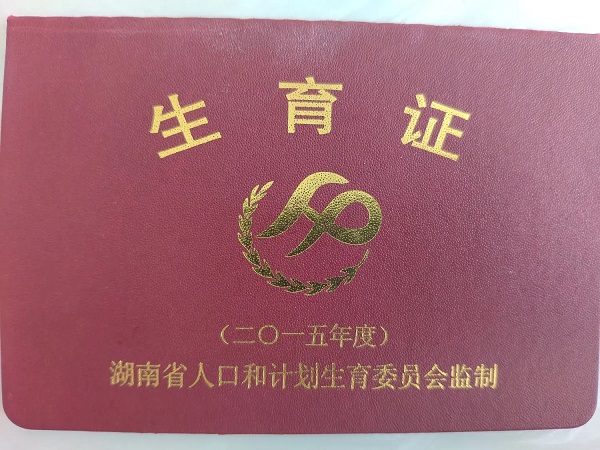 生育证
（二〇一五年度）
湖南省人口和计划生育委员会监制